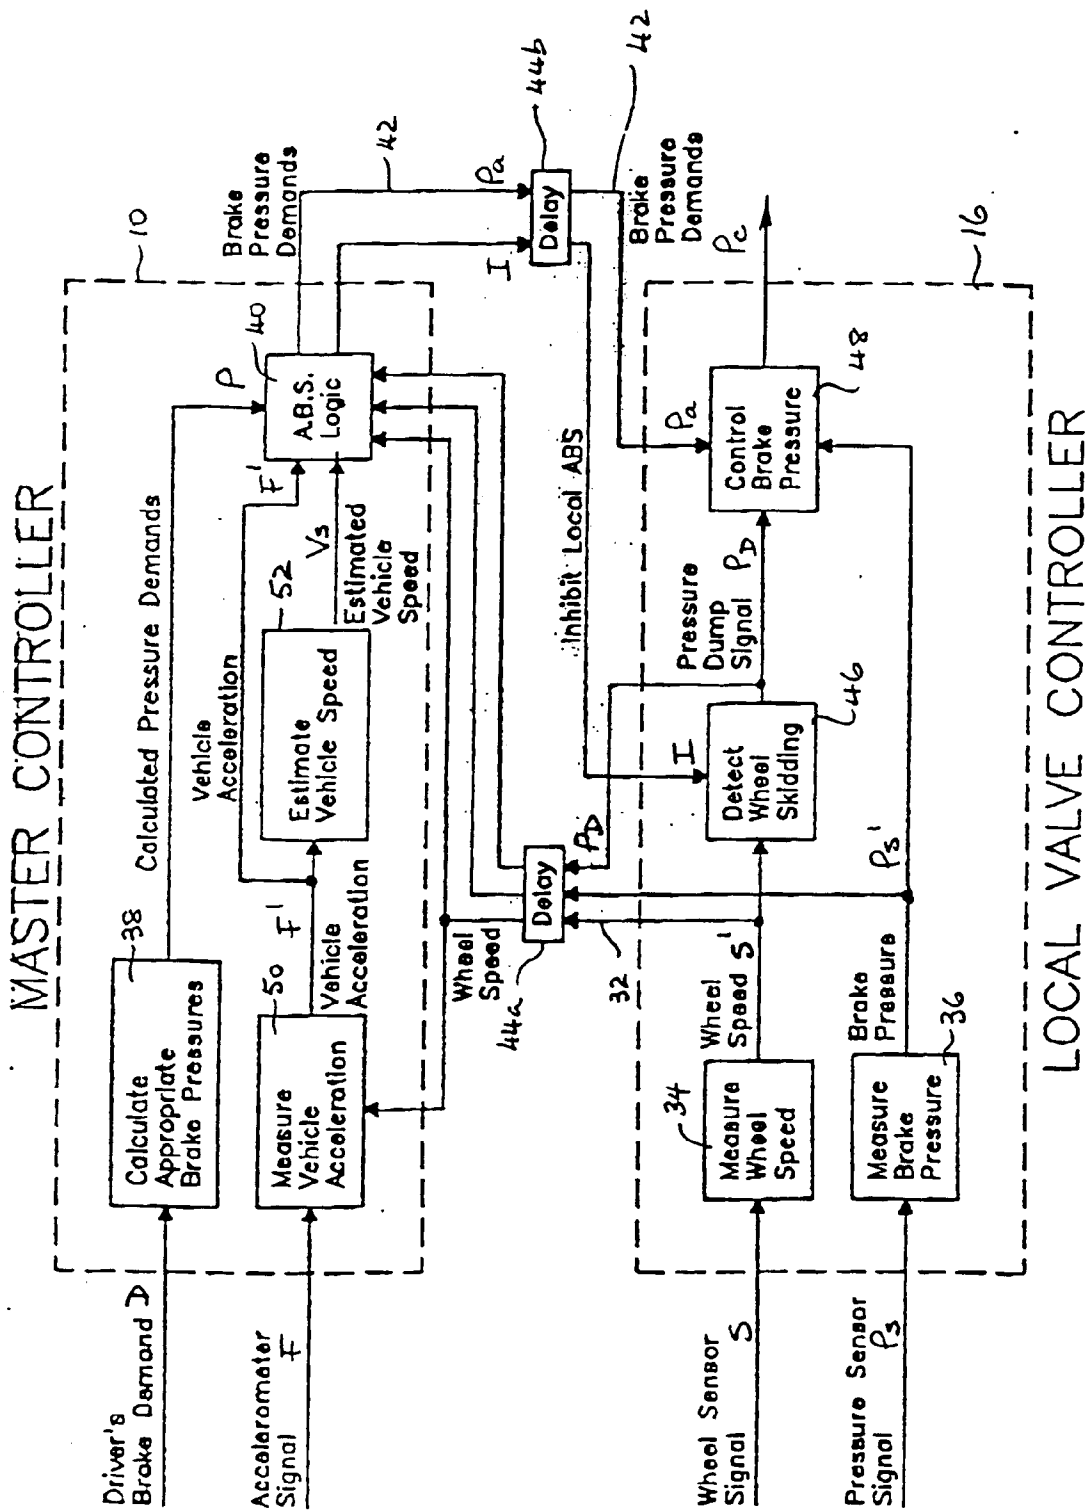 MASTER CONTROLLER
10
Driver's
Brake Demand D
Calculate
Appropriate
Brake Pressures
38
Calculated Pressure Demands
P
Accelerometer
Signal F
Measure
Vehicle
Acceleration
50
F'
Vehicle
Acceleration
Vehicle
Acceleration
F'
Estimate
Vehicle Speed
52
Vs
Estimated
Vehicle
Speed
A.B.S.
Logic
40
Brake
Pressure
Demands
42
Pa
I
Delay
44b
Brake
Pressure
Demands
42
Wheel
Speed
Delay
44a
32
PD
Inhibit Local ABS
I
Wheel Sensor
Signal S
Measure
Wheel
Speed
34
Wheel
Speed S'
Detect
Wheel
Skidding
46
Pressure
Dump
Signal PD
Pa
Control
Brake
Pressure
48
Pc
16
Pressure Sensor
Signal Ps
Measure
Brake
Pressure
36
Brake
Pressure
Ps'
LOCAL VALVE CONTROLLER